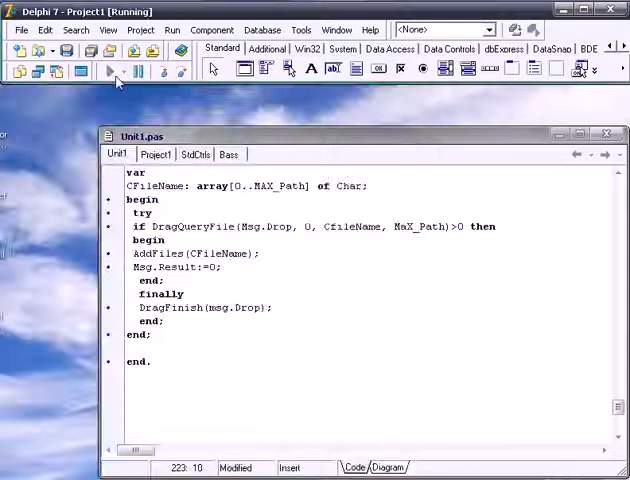 Delphi 7 - Project1 [Running]
File Edit Search View Project Run Component Database Tools Window Help <None>
Standard Additional Win32 System Data Access Data Controls dbExpress DataSnap BDE
Unit1.pas
Unit1 Project1 StdCtrls Bass
var
CFileName: array[0..MAX_Path] of Char;
begin
try
if DragQueryFile(Msg.Drop, 0, CfileName, MaX_Path)>0 then
begin
AddFiles(CFileName);
Msg.Result:=0;
end;
finally
DragFinish(msg.Drop);
end;
end;
end.
223: 10 Modified Insert Code Diagram